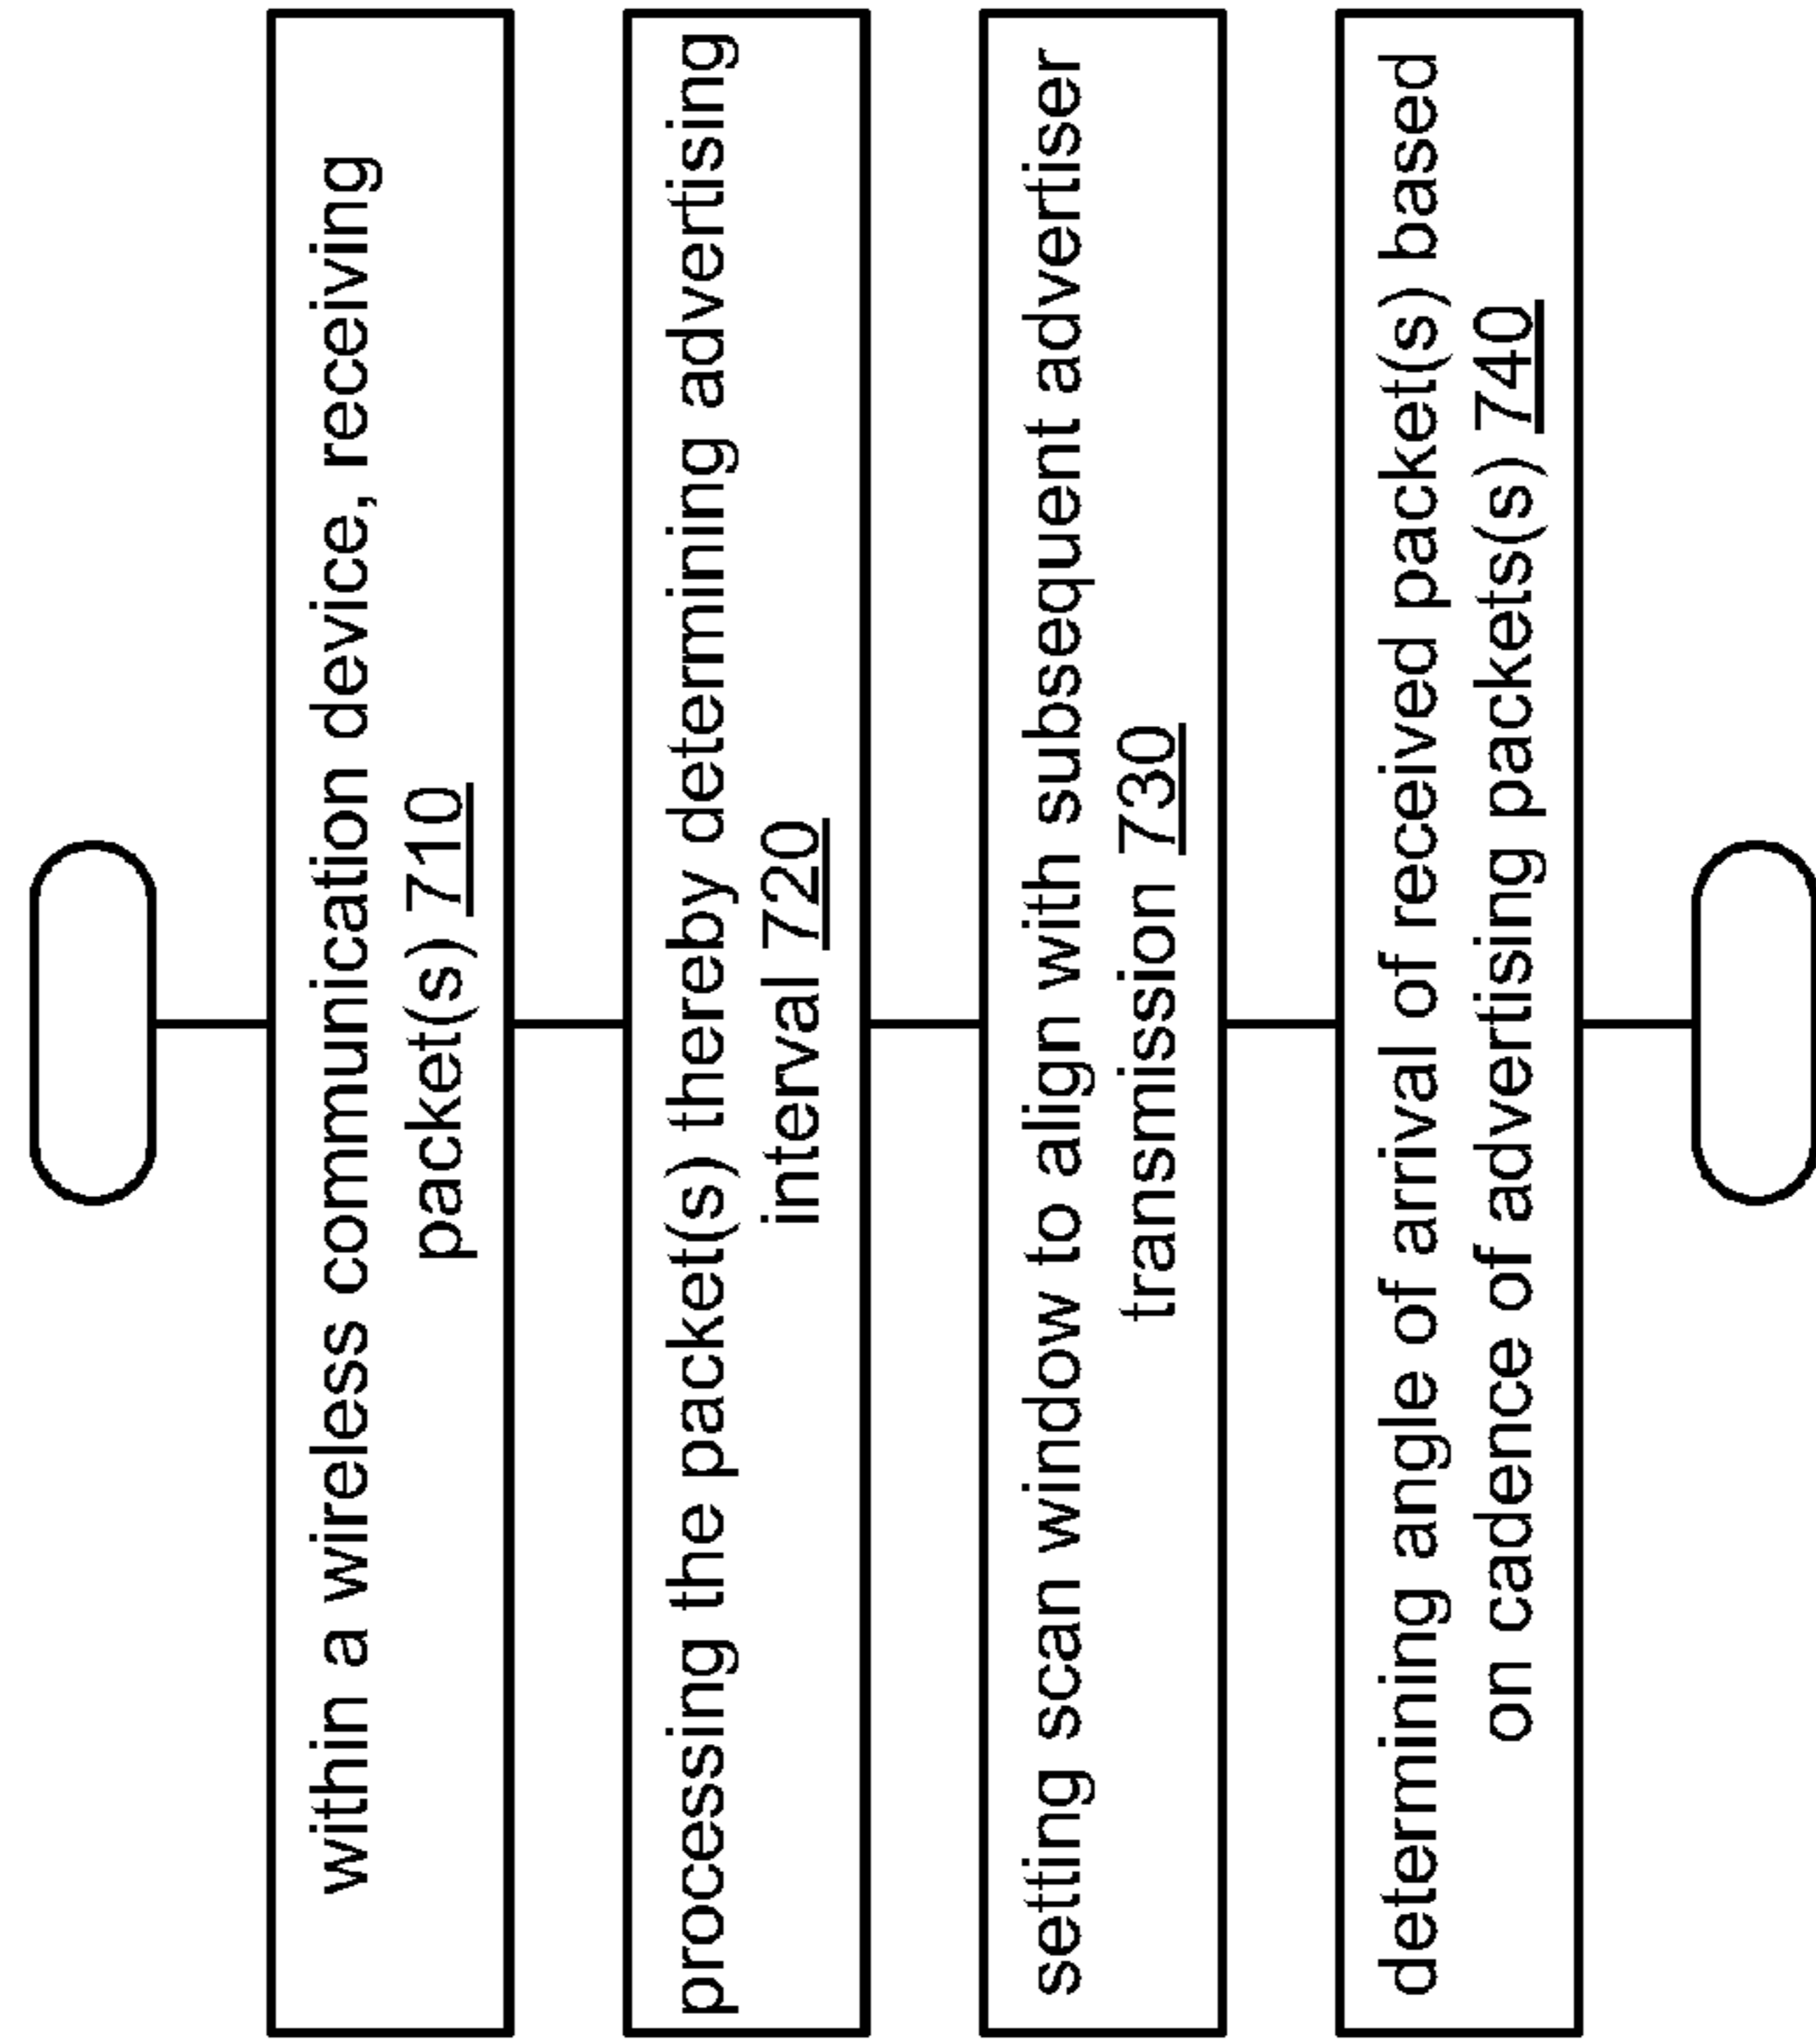 within a wireless communication device, receiving
packet(s) 710
processing the packet(s) thereby determining advertising
interval 720
setting scan window to align with subsequent advertiser
transmission 730
determining angle of arrival of received packet(s) based
on cadence of advertising packets(s) 740